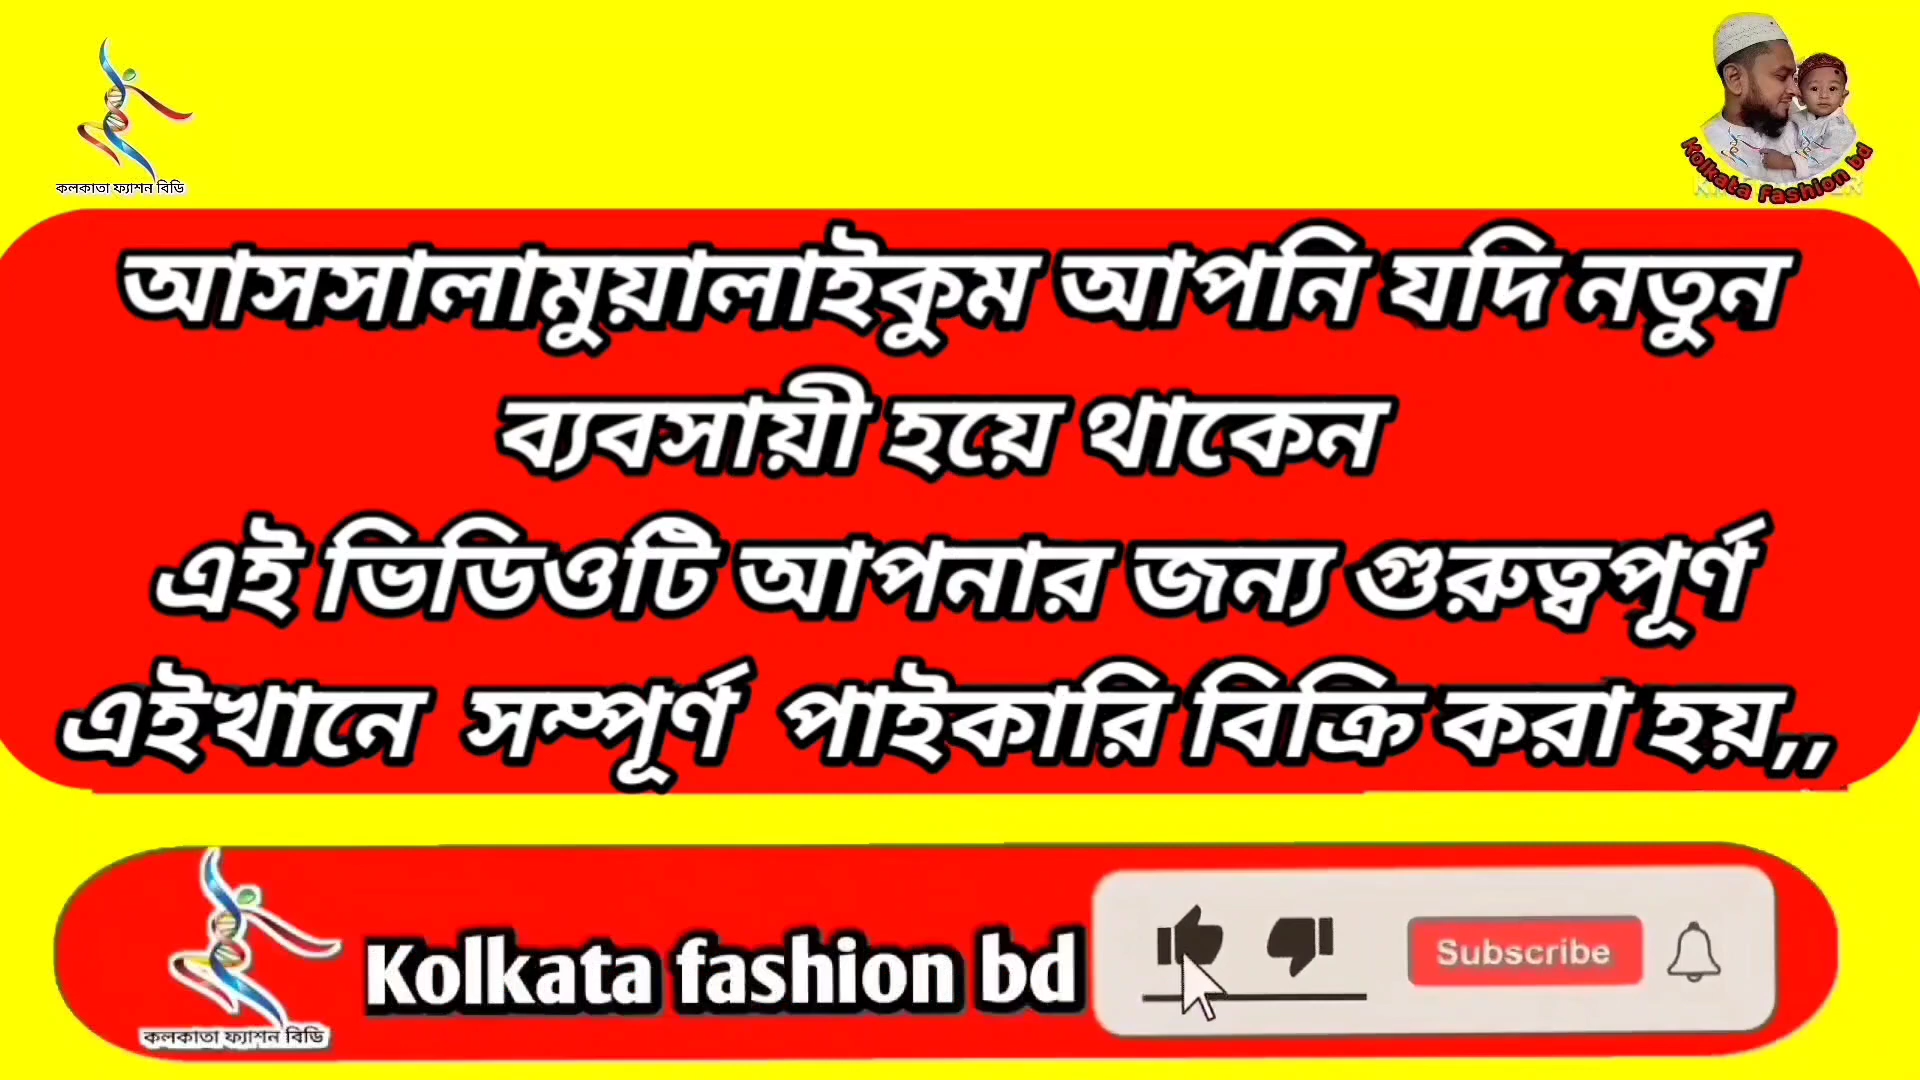 কলকাতা ফ্যাশন বিডি
Kolkata fashion bd
আসসালামুয়ালাইকুম আপনি যদি নতুন
ব্যবসায়ী হয়ে থাকেন
এই ভিডিওটি আপনার জন্য গুরুত্বপূর্ণ
এইখানে সম্পূর্ণ পাইকারি বিক্রি করা হয়,,
কলকাতা ফ্যাশন বিডি
Kolkata fashion bd
Subscribe